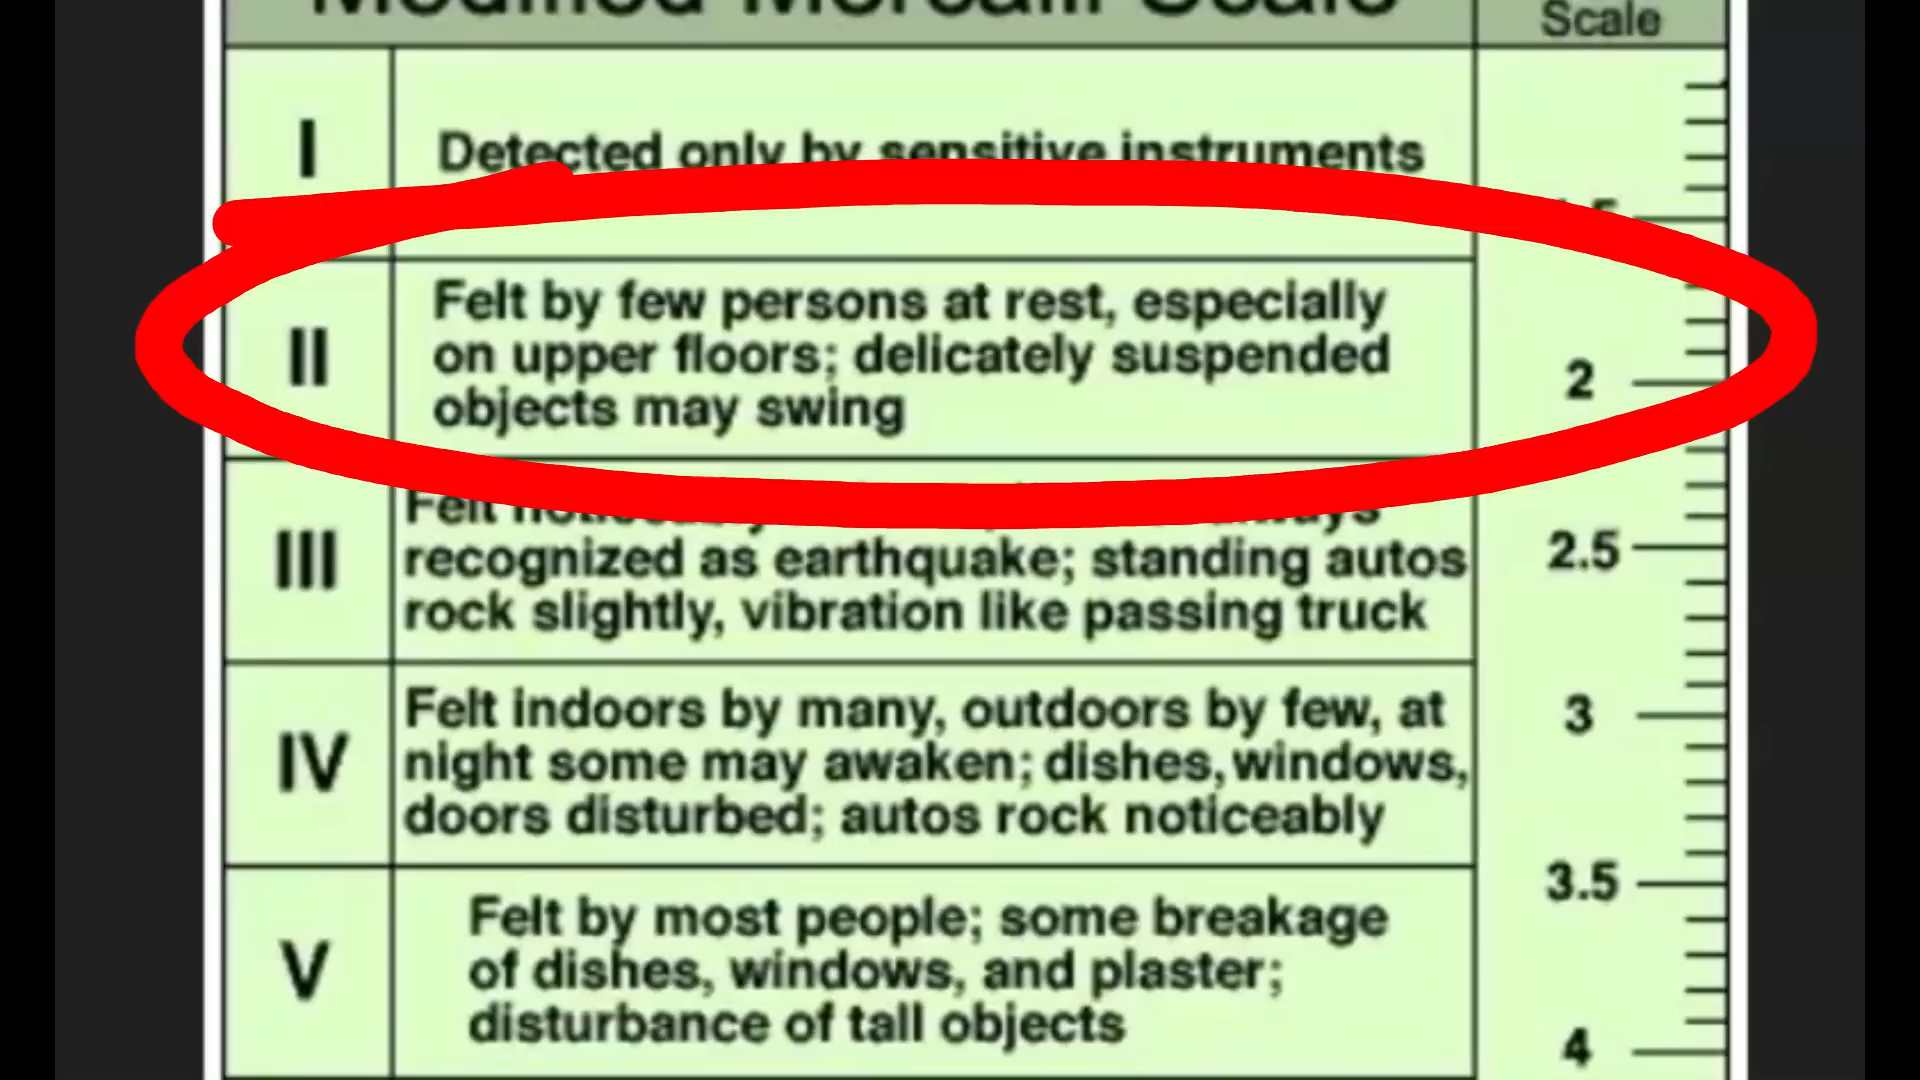 Modified Mercalli Scale
Scale
I
Detected only by sensitive instruments
II
Felt by few persons at rest, especially
on upper floors; delicately suspended
objects may swing
2
III
Felt
recognized as earthquake; standing autos
rock slightly, vibration like passing truck
2.5
IV
Felt indoors by many, outdoors by few, at
night some may awaken; dishes, windows,
doors disturbed; autos rock noticeably
3
V
Felt by most people; some breakage
of dishes, windows, and plaster;
disturbance of tall objects
3.5
4